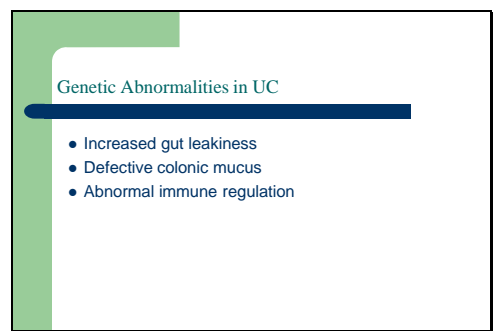 Genetic Abnormalities in UC
● Increased gut leakiness
● Defective colonic mucus
● Abnormal immune regulation